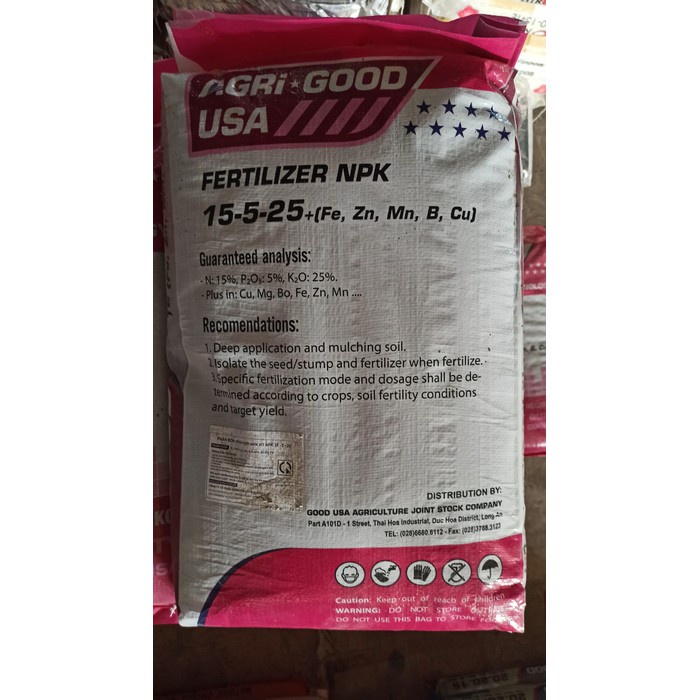 AGRI★GOOD
USA
FERTILIZER NPK
15-5-25+(Fe, Zn, Mn, B, Cu)
Guaranteed analysis:
- N: 15%, P₂O₅: 5%, K₂O: 25%.
- Plus in: Cu, Mg, Bo, Fe, Zn, Mn ....
Recomendations:
1. Deep application and mulching soil.
2.Isolate the seed/stump and fertilizer when fertilize.
3.Specific fertilization mode and dosage shall be de-
termined according to crops, soil fertility conditions
and target yield.
DISTRIBUTION BY:
GOOD USA AGRICULTURE JOINT STOCK COMPANY
Part A101D - 1 Street, Thai Hoa Industrial, Duc Hoa District, Long An
TEL: (028)6680.6112 - Fax: (028)3788.3123
Caution: Keep out of reach of children
WARNING: DO NOT STORE OUTSIDE
DO NOT USE THIS BAG TO STORE